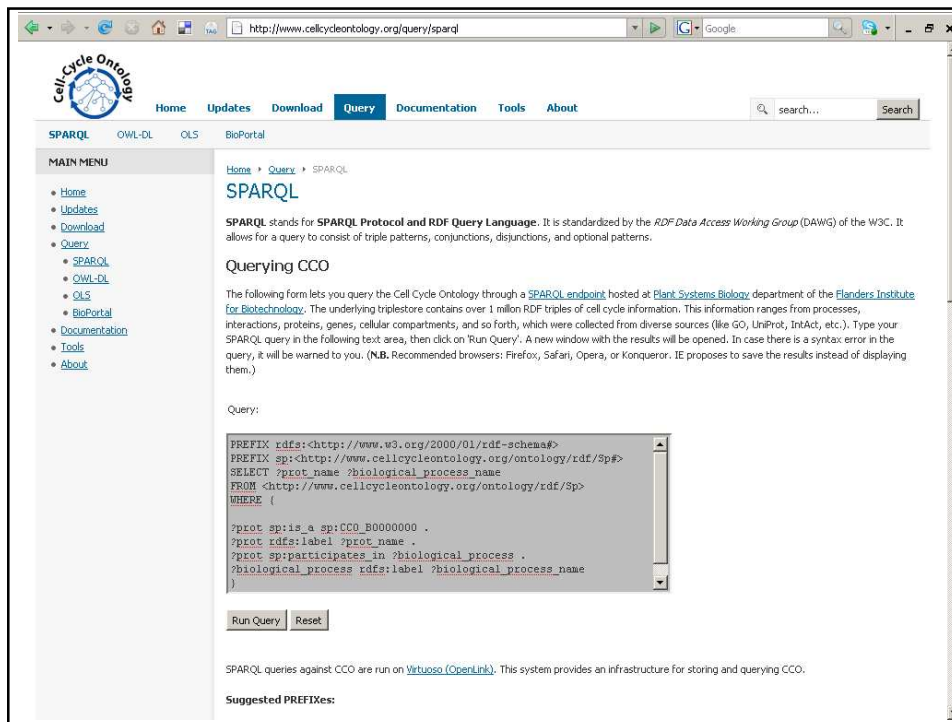 http://www.cellcycleontology.org/query/sparql
G
Google
Cell-Cycle Ontology
Home Updates Download Query Documentation Tools About
search...
Search
SPARQL OWL-DL OLS BioPortal
MAIN MENU
Home
Updates
Download
Query
SPARQL
OWL-DL
OLS
BioPortal
Documentation
Tools
About
Home Query SPARQL
SPARQL
SPARQL stands for SPARQL Protocol and RDF Query Language. It is standardized by the RDF Data Access Working Group (DAWG) of the W3C. It
allows for a query to consist of triple patterns, conjunctions, disjunctions, and optional patterns.
Querying CCO
The following form lets you query the Cell Cycle Ontology through a SPARQL endpoint hosted at Plant Systems Biology department of the Flanders Institute
for Biotechnology. The underlying triplestore contains over 1 millon RDF triples of cell cycle information. This information ranges from processes,
interactions, proteins, genes, cellular compartments, and so forth, which were collected from diverse sources (like GO, UniProt, IntAct, etc.). Type your
SPARQL query in the following text area, then click on 'Run Query'. A new window with the results will be opened. In case there is a syntax error in the
query, it will be warned to you. (N.B. Recommended browsers: Firefox, Safari, Opera, or Konqueror. IE proposes to save the results instead of displaying
them.)
Query:
PREFIX rdfs:<http://www.w3.org/2000/01/rdf-schema#>
PREFIX sp:<http://www.cellcycleontology.org/ontology/rdf/Sp#>
SELECT ?prot_name ?biological_process_name
FROM <http://www.cellcycleontology.org/ontology/rdf/Sp>
WHERE {
?prot sp:is_a sp:CCO_B0000000 .
?prot rdfs:label ?prot_name .
?prot sp:participates_in ?biological_process .
?biological_process rdfs:label ?biological_process_name
}
Run Query Reset
SPARQL queries against CCO are run on Virtuoso (OpenLink). This system provides an infrastructure for storing and querying CCO.
Suggested PREFIXes: